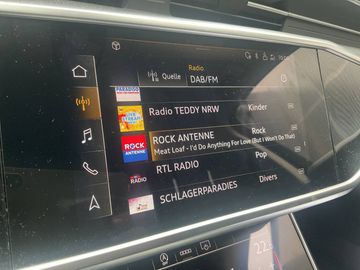 Radio
Quelle DAB/FM
PARADISO
Radio TEDDY NRW Kinder
ROCK ANTENNE Rock
Meat Loaf - I'd Do Anything For Love (But I Won't Do That)
ROCK
ANTENNE
RTL RADIO Pop
RADIO
SCHLAGERPARADIES Divers